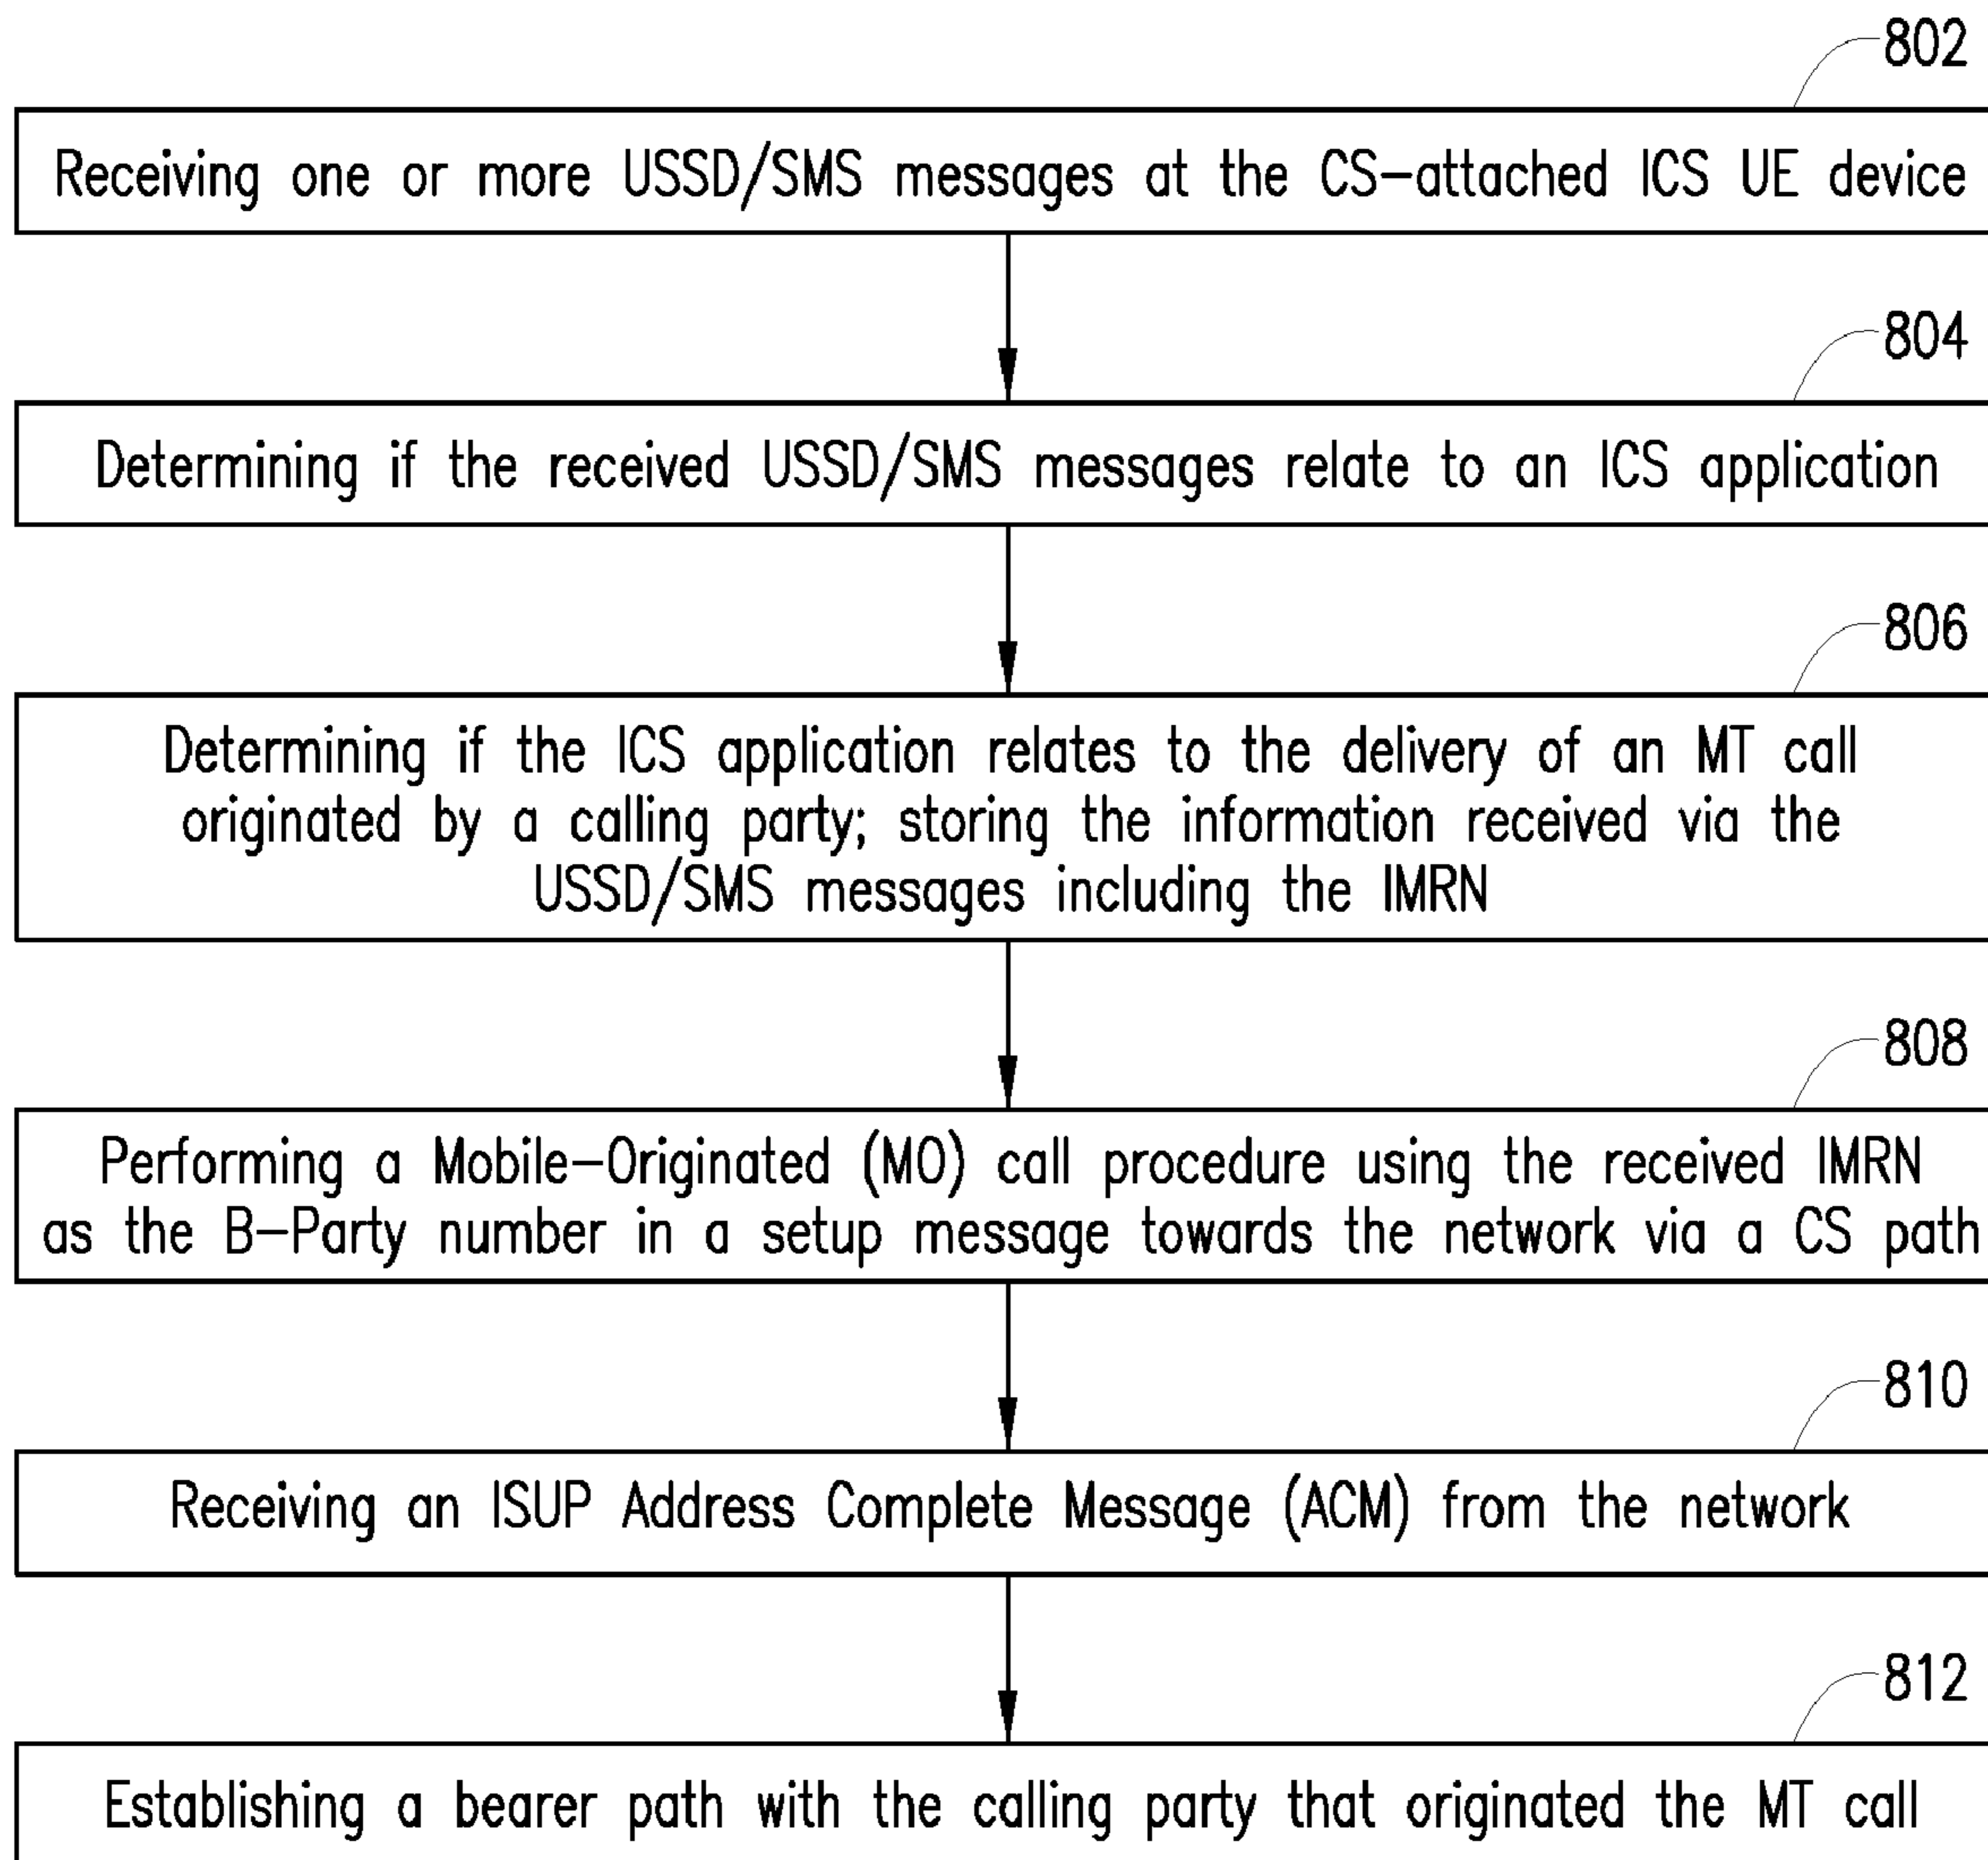 802
Receiving one or more USSD/SMS messages at the CS-attached ICS UE device
804
Determining if the received USSD/SMS messages relate to an ICS application
806
Determining if the ICS application relates to the delivery of an MT call
originated by a calling party; storing the information received via the
USSD/SMS messages including the IMRN
808
Performing a Mobile-Originated (MO) call procedure using the received IMRN
as the B-Party number in a setup message towards the network via a CS path
810
Receiving an ISUP Address Complete Message (ACM) from the network
812
Establishing a bearer path with the calling party that originated the MT call